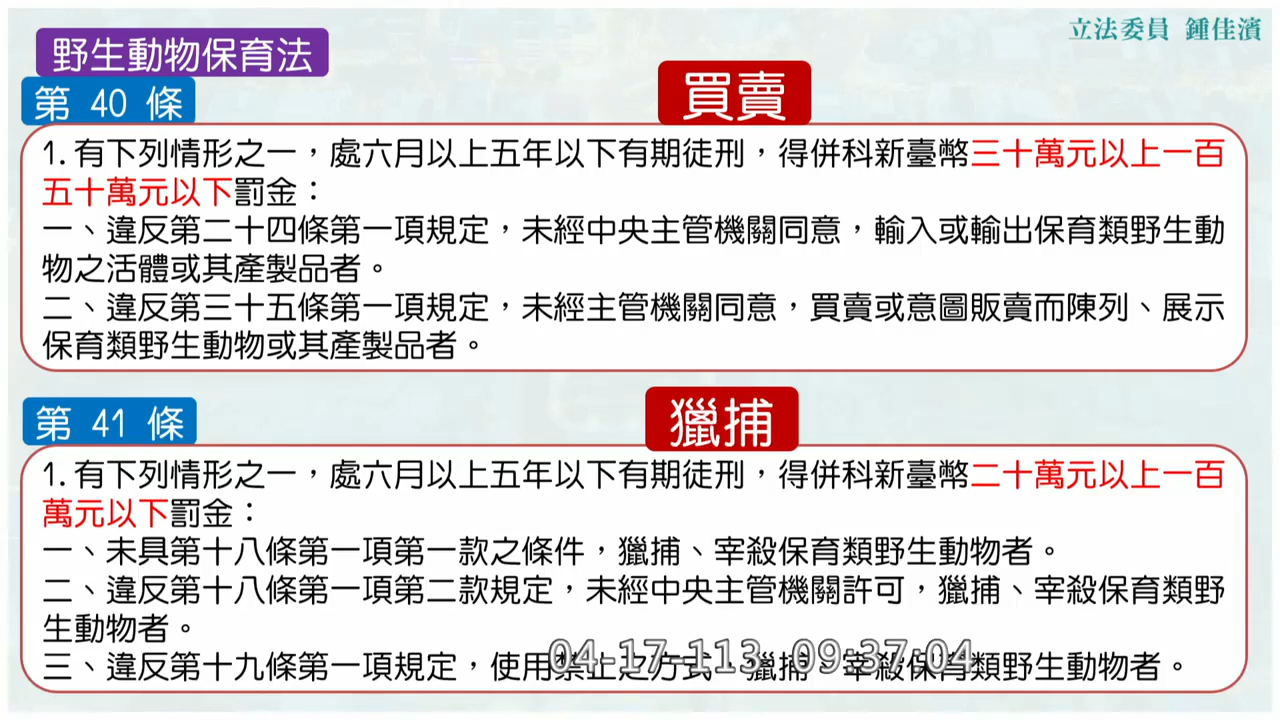 立法委員 鍾佳濱
野生動物保育法
第 40 條
買賣
1.有下列情形之一，處六月以上五年以下有期徒刑，得併科新臺幣三十萬元以上一百
五十萬元以下罰金：
一、違反第二十四條第一項規定，未經中央主管機關同意，輸入或輸出保育類野生動
物之活體或其產製品者。
二、違反第三十五條第一項規定，未經主管機關同意，買賣或意圖販賣而陳列、展示
保育類野生動物或其產製品者。
第 41 條
獵捕
1.有下列情形之一，處六月以上五年以下有期徒刑，得併科新臺幣二十萬元以上一百
萬元以下罰金：
一、未具第十八條第一項第一款之條件，獵捕、宰殺保育類野生動物者。
二、違反第十八條第一項第二款規定，未經中央主管機關許可，獵捕、宰殺保育類野
生動物者。
三、違反第十九條第一項規定，使用禁止之方式，獵捕、宰殺保育類野生動物者。
04-17-113 09:37:04